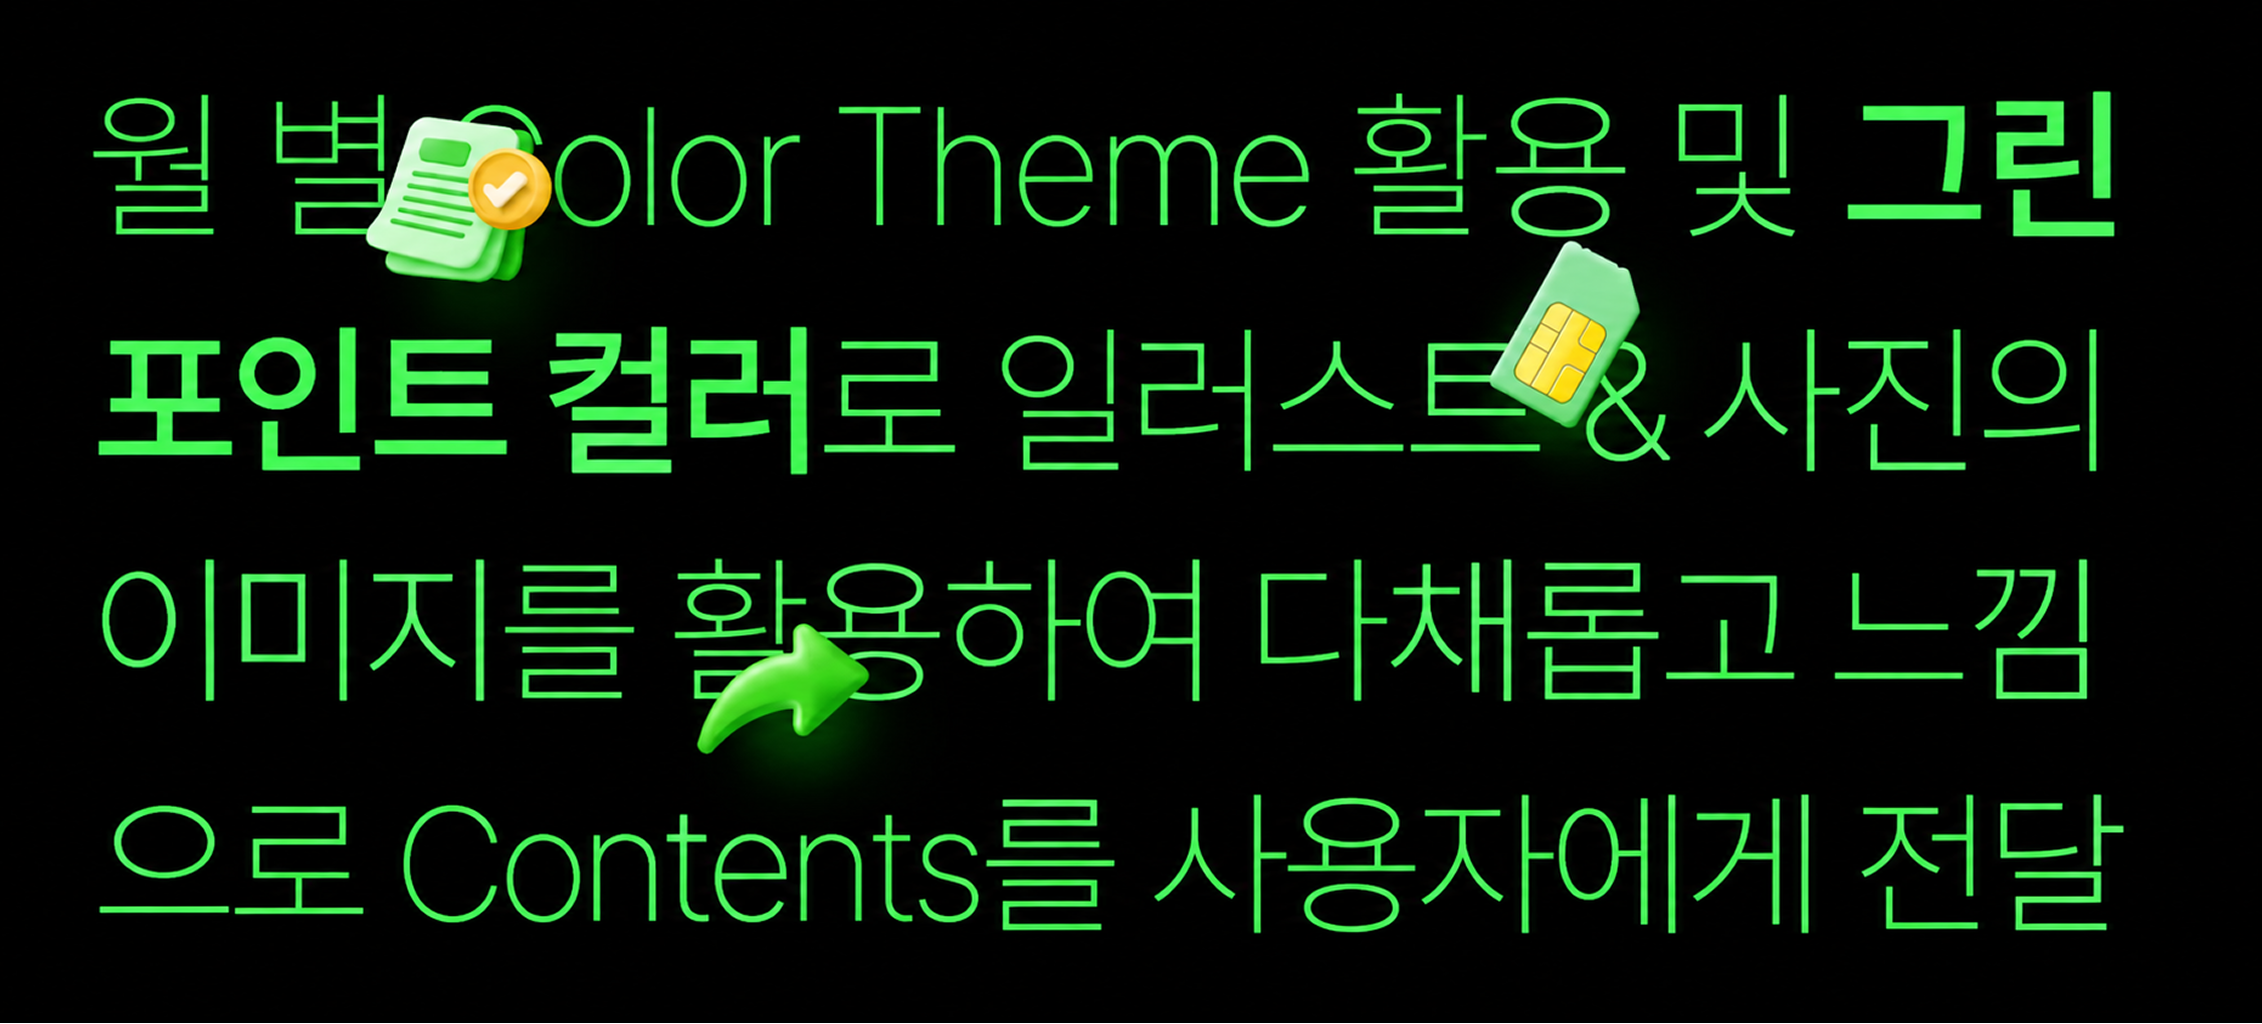 월 별 Color Theme 활용 및 그린
포인트 컬러로 일러스트 & 사진의
이미지를 활용하여 다채롭고 느낌
으로 Contents를 사용자에게 전달